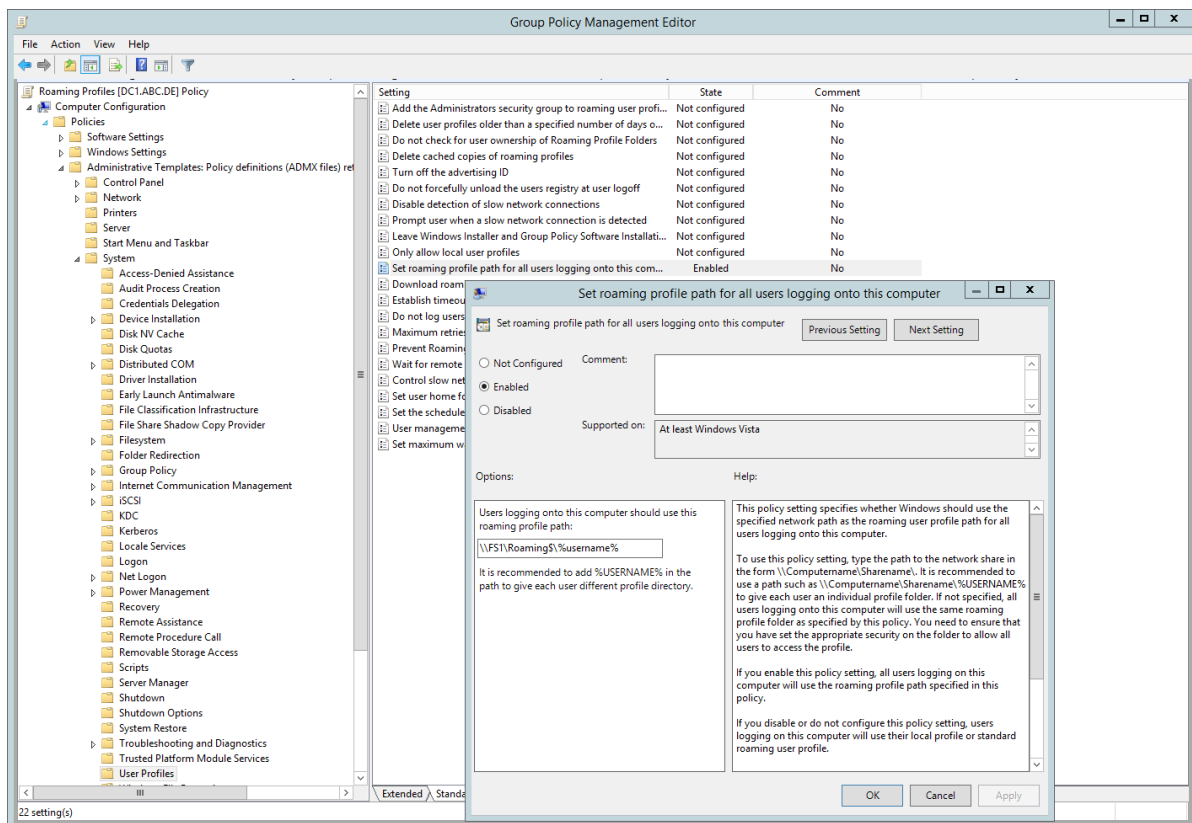 Group Policy Management Editor
File Action View Help
Roaming Profiles [DC1.ABC.DE] Policy
Computer Configuration
Policies
Software Settings
Windows Settings
Administrative Templates: Policy definitions (ADMX files) ret
Control Panel
Network
Printers
Server
Start Menu and Taskbar
System
Access-Denied Assistance
Audit Process Creation
Credentials Delegation
Device Installation
Disk NV Cache
Disk Quotas
Distributed COM
Driver Installation
Early Launch Antimalware
File Classification Infrastructure
File Share Shadow Copy Provider
Filesystem
Folder Redirection
Group Policy
Internet Communication Management
iSCSI
KDC
Kerberos
Locale Services
Logon
Net Logon
Power Management
Recovery
Remote Assistance
Remote Procedure Call
Removable Storage Access
Scripts
Server Manager
Shutdown
Shutdown Options
System Restore
Troubleshooting and Diagnostics
Trusted Platform Module Services
User Profiles
Setting State Comment
Add the Administrators security group to roaming user profi... Not configured No
Delete user profiles older than a specified number of days o... Not configured No
Do not check for user ownership of Roaming Profile Folders Not configured No
Delete cached copies of roaming profiles Not configured No
Turn off the advertising ID Not configured No
Do not forcefully unload the users registry at user logoff Not configured No
Disable detection of slow network connections Not configured No
Prompt user when a slow network connection is detected Not configured No
Leave Windows Installer and Group Policy Software Installati... Not configured No
Only allow local user profiles Not configured No
Set roaming profile path for all users logging onto this com... Enabled No
Download roam
Establish timeou
Do not log users
Maximum retries
Prevent Roaming
Wait for remote
Control slow net
Set user home fo
Set the schedule
User manageme
Set maximum w
Extended Standa
22 setting(s)
Set roaming profile path for all users logging onto this computer
Set roaming profile path for all users logging onto this computer
Previous Setting Next Setting
Not Configured
Enabled
Disabled
Comment:
Supported on:
At least Windows Vista
Options:
Help:
Users logging onto this computer should use this
roaming profile path:
\\FS1\Roaming$\%username%
It is recommended to add %USERNAME% in the
path to give each user different profile directory.
This policy setting specifies whether Windows should use the
specified network path as the roaming user profile path for all
users logging onto this computer.
To use this policy setting, type the path to the network share in
the form \\Computername\Sharename\. It is recommended to
use a path such as \\Computername\Sharename\%USERNAME%
to give each user an individual profile folder. If not specified, all
users logging onto this computer will use the same roaming
profile folder as specified by this policy. You need to ensure that
you have set the appropriate security on the folder to allow all
users to access the profile.
If you enable this policy setting, all users logging on this
computer will use the roaming profile path specified in this
policy.
If you disable or do not configure this policy setting, users
logging on this computer will use their local profile or standard
roaming user profile.
OK Cancel Apply